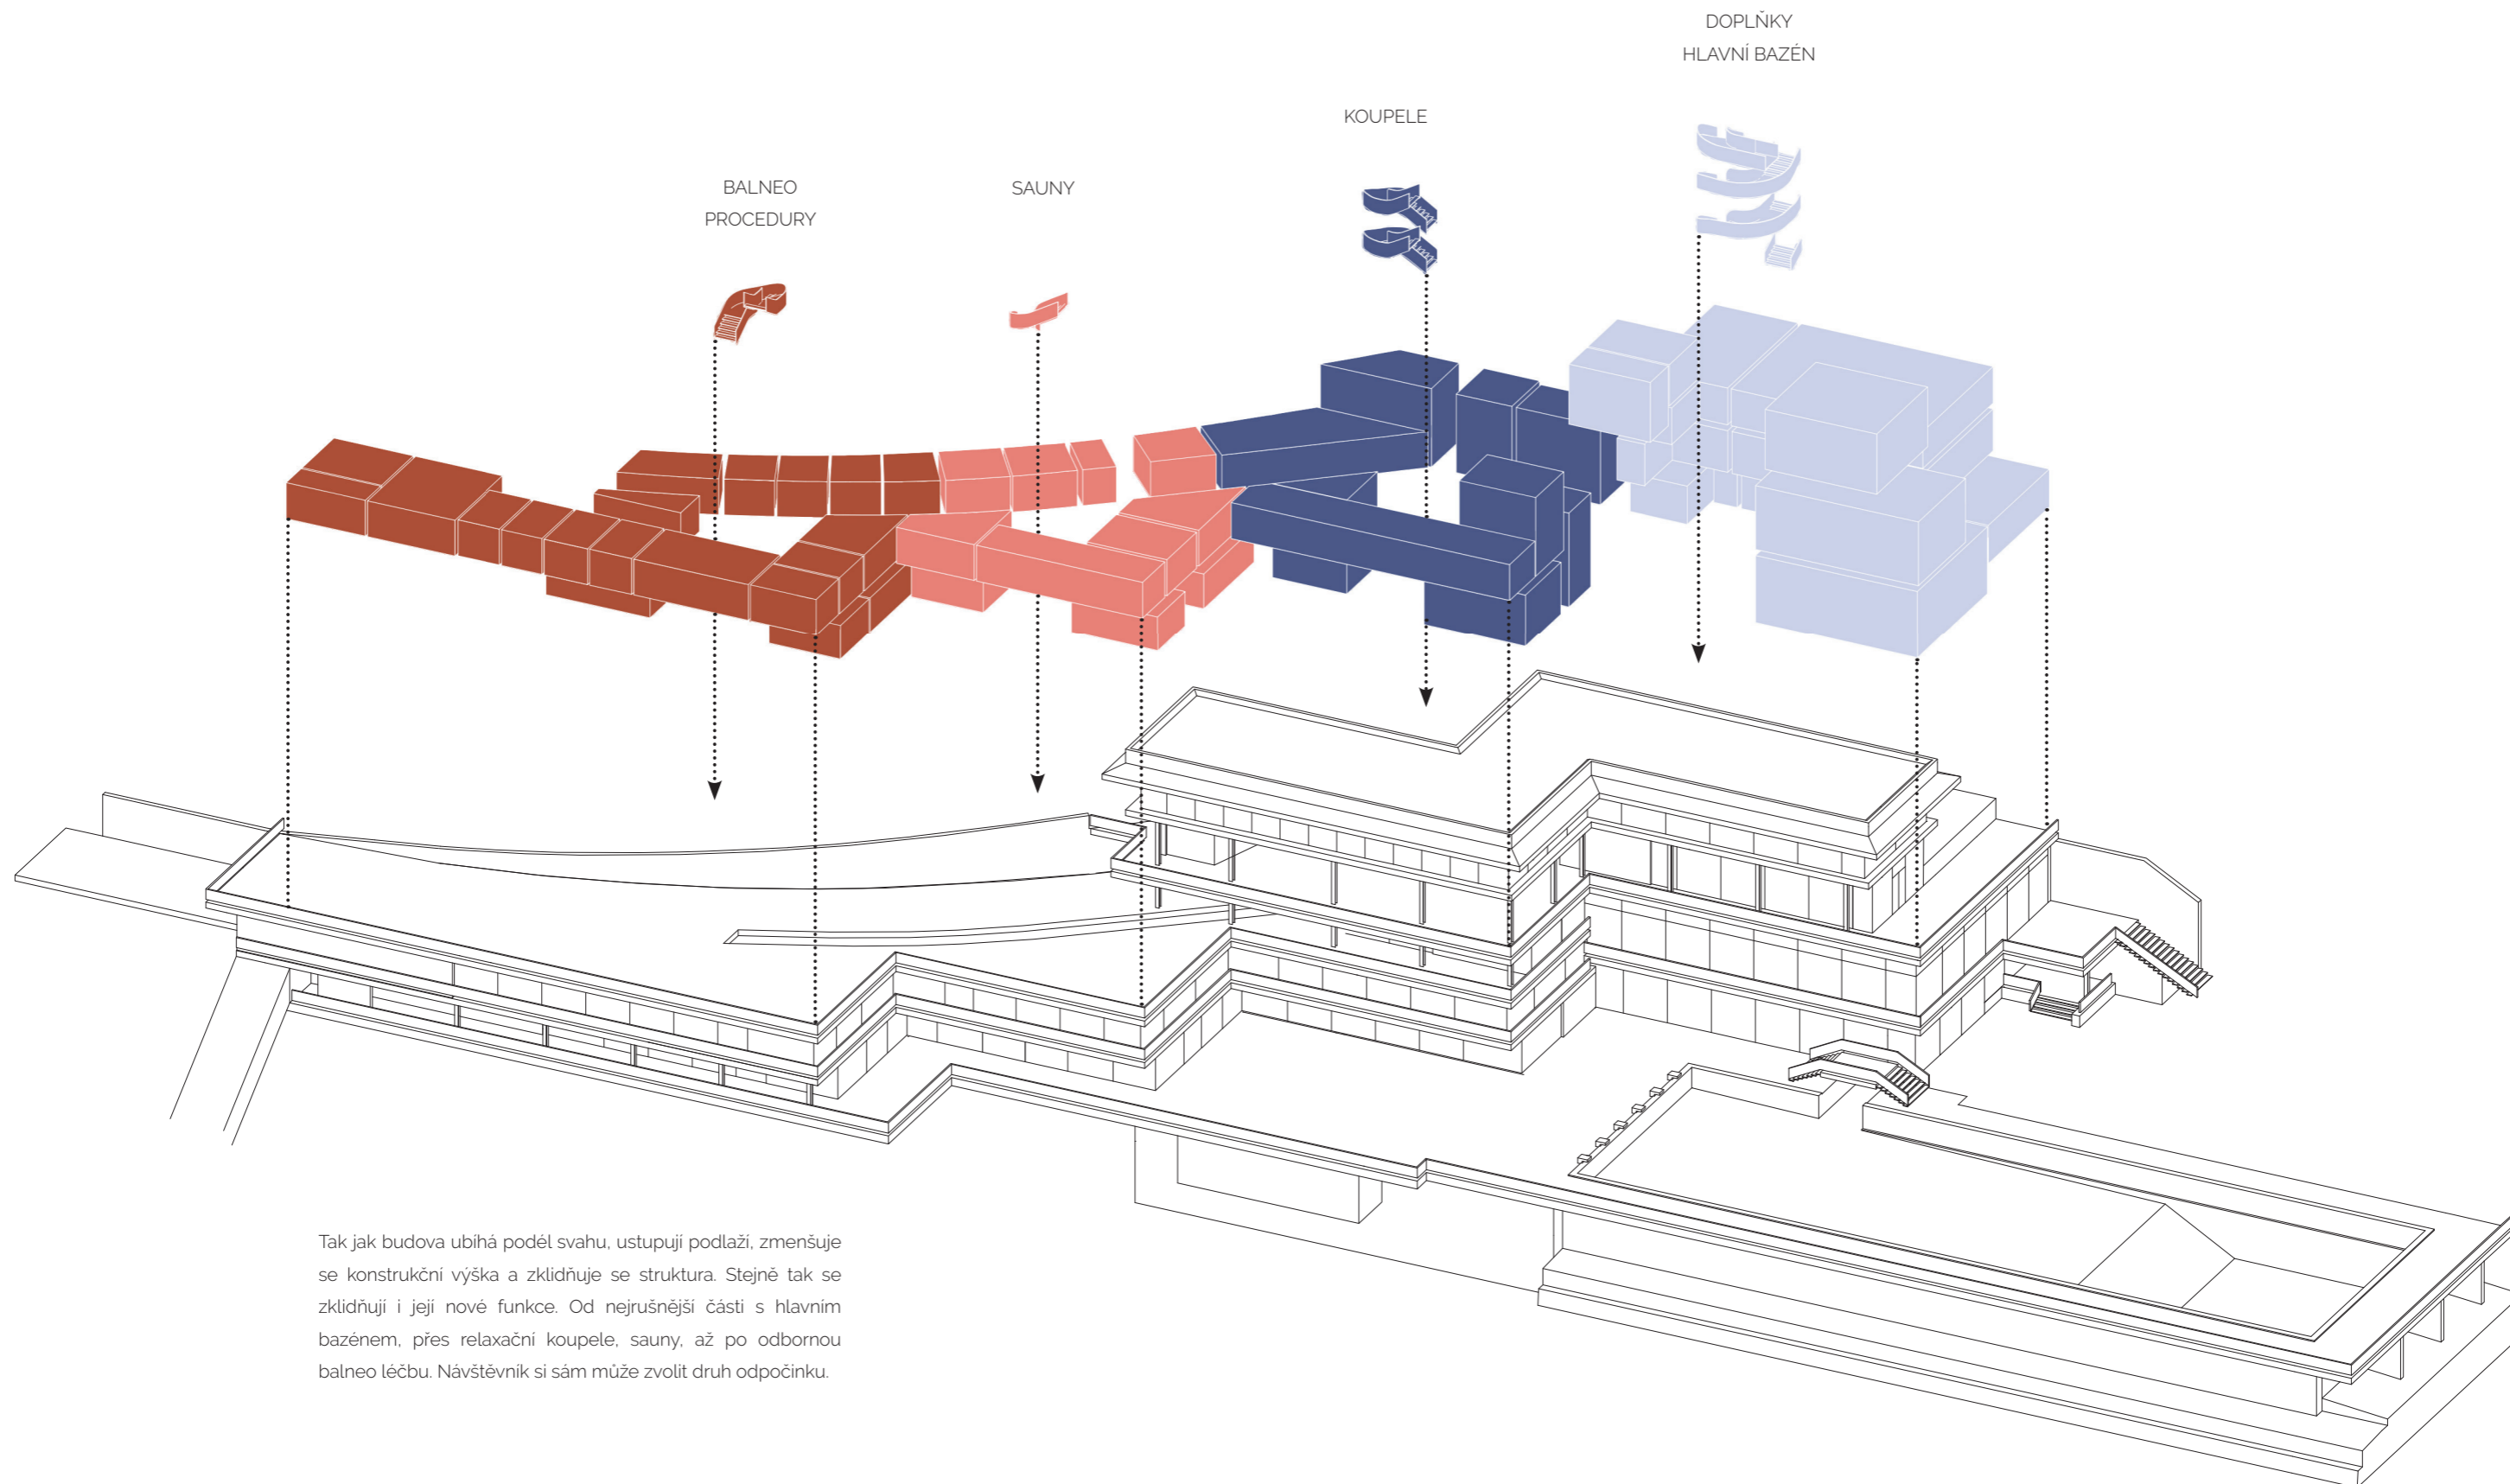 DOPLŇKY
HLAVNÍ BAZÉN
KOUPELE
BALNEO
PROCEDURY
SAUNY
Tak jak budova ubíhá podél svahu, ustupují podlaží, zmenšuje
se konstrukční výška a zklidňuje se struktura. Stejně tak se
zklidňují i její nové funkce. Od nejrušnější části s hlavním
bazénem, přes relaxační koupele, sauny, až po odbornou
balneo léčbu. Návštěvník si sám může zvolit druh odpočinku.